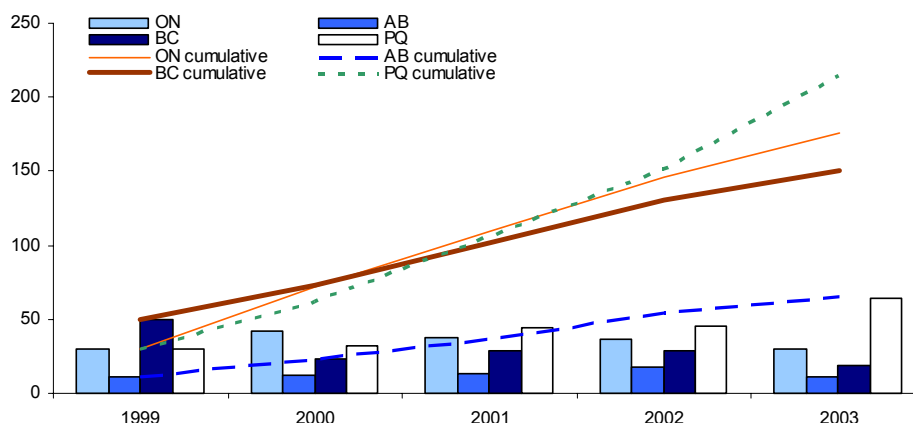 250
200
150
100
50
0
ON AB
BC PQ
ON cumulative AB cumulative
BC cumulative PQ cumulative
1999 2000 2001 2002 2003